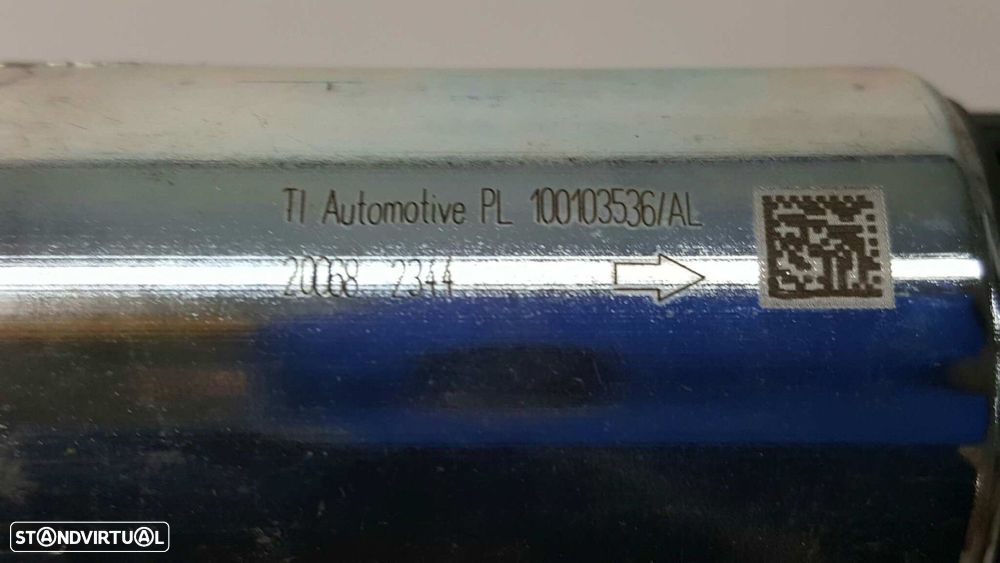 TI Automotive PL 100103536/AL
20068 2344
STANDVIRTUAL